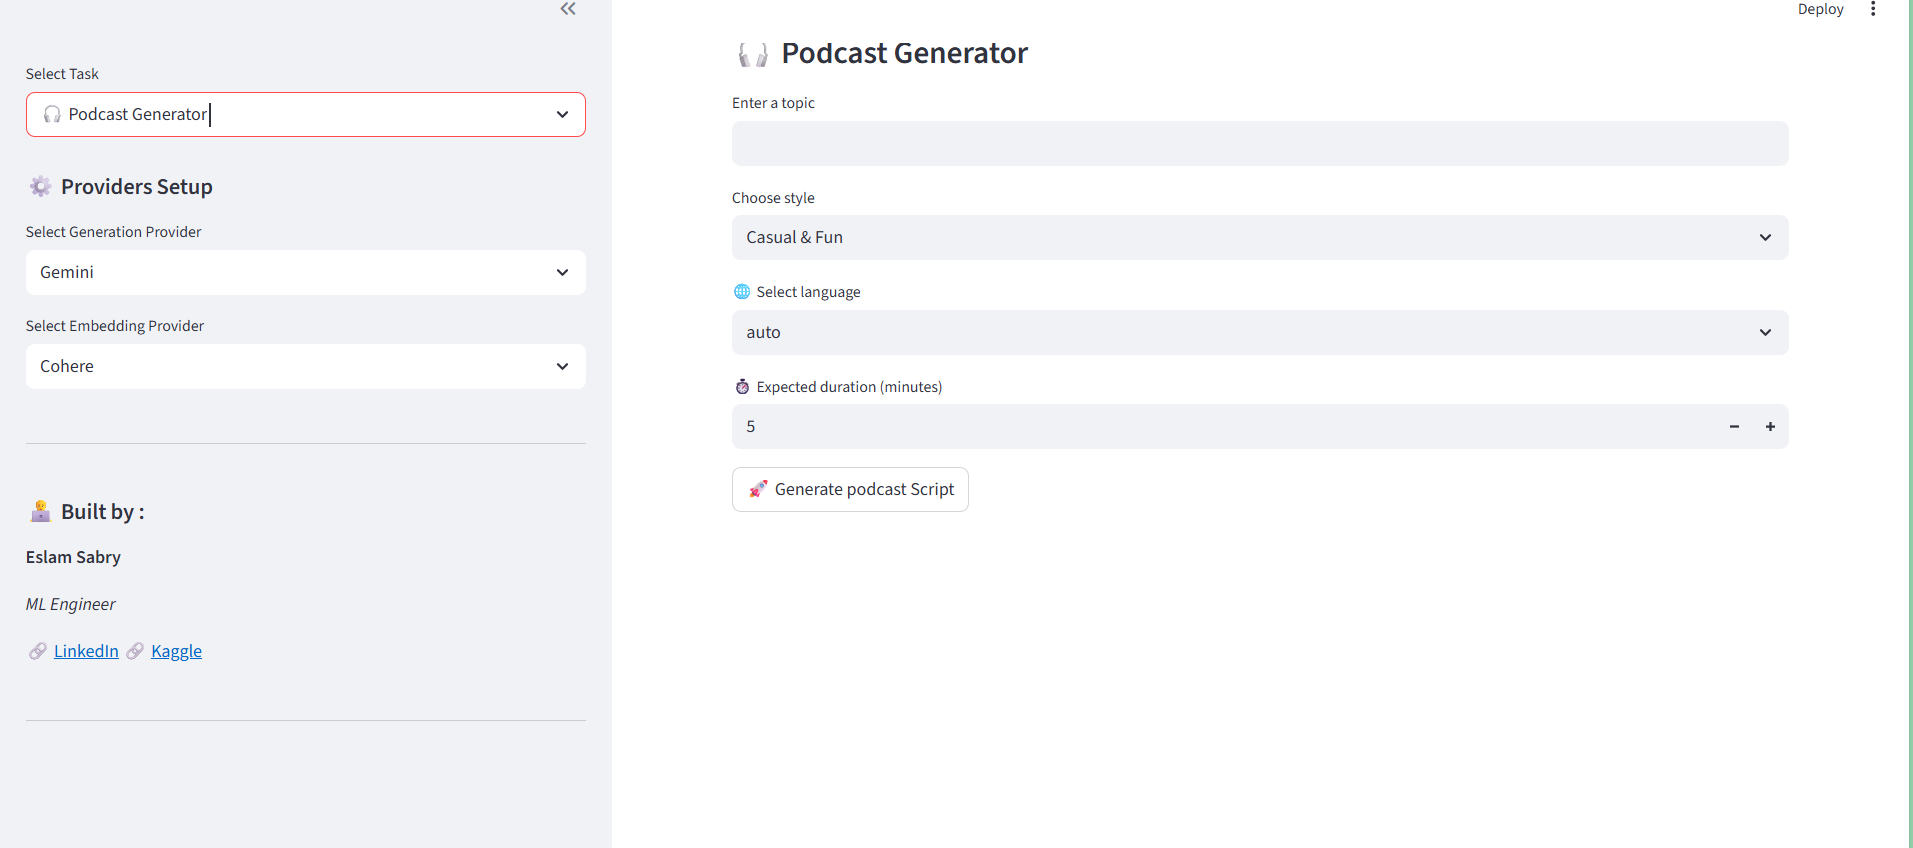 Select Task
Podcast Generator
Providers Setup
Select Generation Provider
Gemini
Select Embedding Provider
Cohere
Built by :
Eslam Sabry
ML Engineer
LinkedIn Kaggle
Deploy
Podcast Generator
Enter a topic
Choose style
Casual & Fun
Select language
auto
Expected duration (minutes)
5
Generate podcast Script